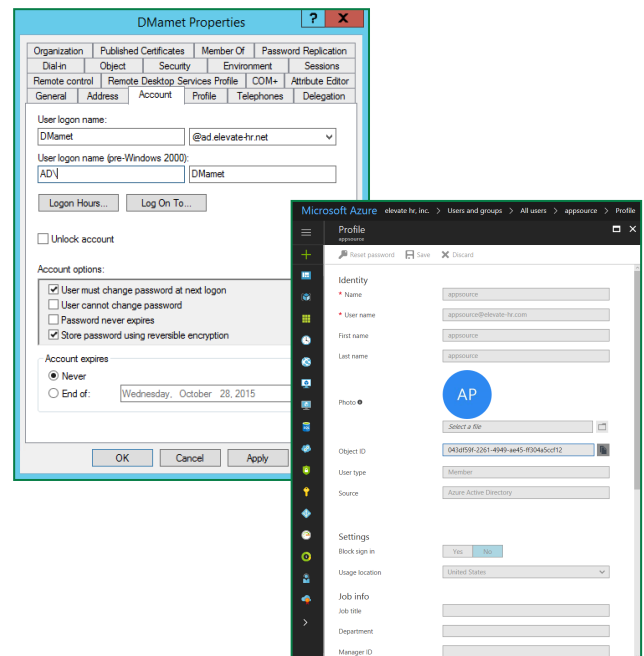 DMamet Properties
? X
Organization Published Certificates Member Of Password Replication
Dial-in Object Security Environment Sessions
Remote control Remote Desktop Services Profile COM+ Attribute Editor
General Address Account Profile Telephones Delegation
User logon name:
DMamet @ad.elevate-hr.net
User logon name (pre-Windows 2000):
AD\ DMamet
Logon Hours... Log On To...
Unlock account
Account options:
User must change password at next logon
User cannot change password
Password never expires
Store password using reversible encryption
Account expires
Never
End of: Wednesday, October 28, 2015
OK Cancel Apply
Microsoft Azure elevate hr, inc. > Users and groups > All users > appsource > Profile
Profile
appsource
Reset password Save Discard
Identity
* Name appsource
* User name appsource@elevate-hr.com
First name appsource
Last name appsource
Photo AP
Select a file
Object ID 043df59f-2261-4949-ae45-ff304a5ccf12
User type Member
Source Azure Active Directory
Settings
Block sign in Yes No
Usage location United States
Job info
Job title
Department
Manager ID